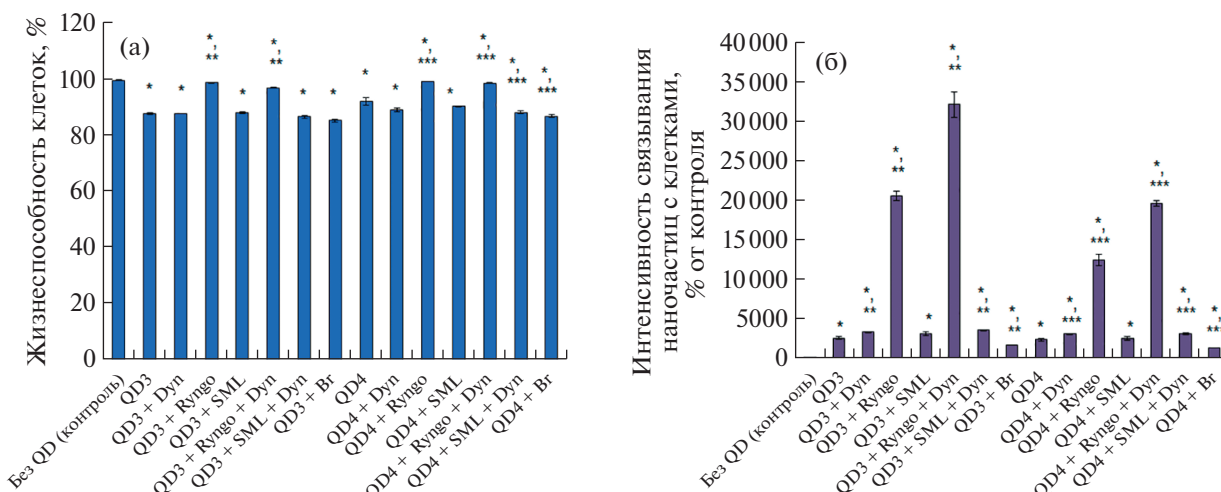 Жизнеспособность клеток, %
120
100
80
60
40
20
0
(а)
*
*
*,
**
*
*,
**
*
*
*
*
*,
***
*
*,
***
*,
***
*,
***
Без QD (контроль)
QD3
QD3 + Dyn
QD3 + Ryngo
QD3 + SML
QD3 + Ryngo + Dyn
QD3 + SML + Dyn
QD3 + Br
QD4
QD4 + Dyn
QD4 + Ryngo
QD4 + SML
QD4 + Ryngo + Dyn
QD4 + SML + Dyn
QD4 + Br
Интенсивность связывания
наночастиц с клетками,
% от контроля
40 000
35 000
30 000
25 000
20 000
15 000
10 000
5000
0
(б)
*
*,
**
*,
**
*
*,
**
*,
**
*,
**
*
*,
***
*,
***
*
*,
***
*,
***
*,
***
Без QD (контроль)
QD3
QD3 + Dyn
QD3 + Ryngo
QD3 + SML
QD3 + Ryngo + Dyn
QD3 + SML + Dyn
QD3 + Br
QD4
QD4 + Dyn
QD4 + Ryngo
QD4 + SML
QD4 + Ryngo + Dyn
QD4 + SML + Dyn
QD4 + Br